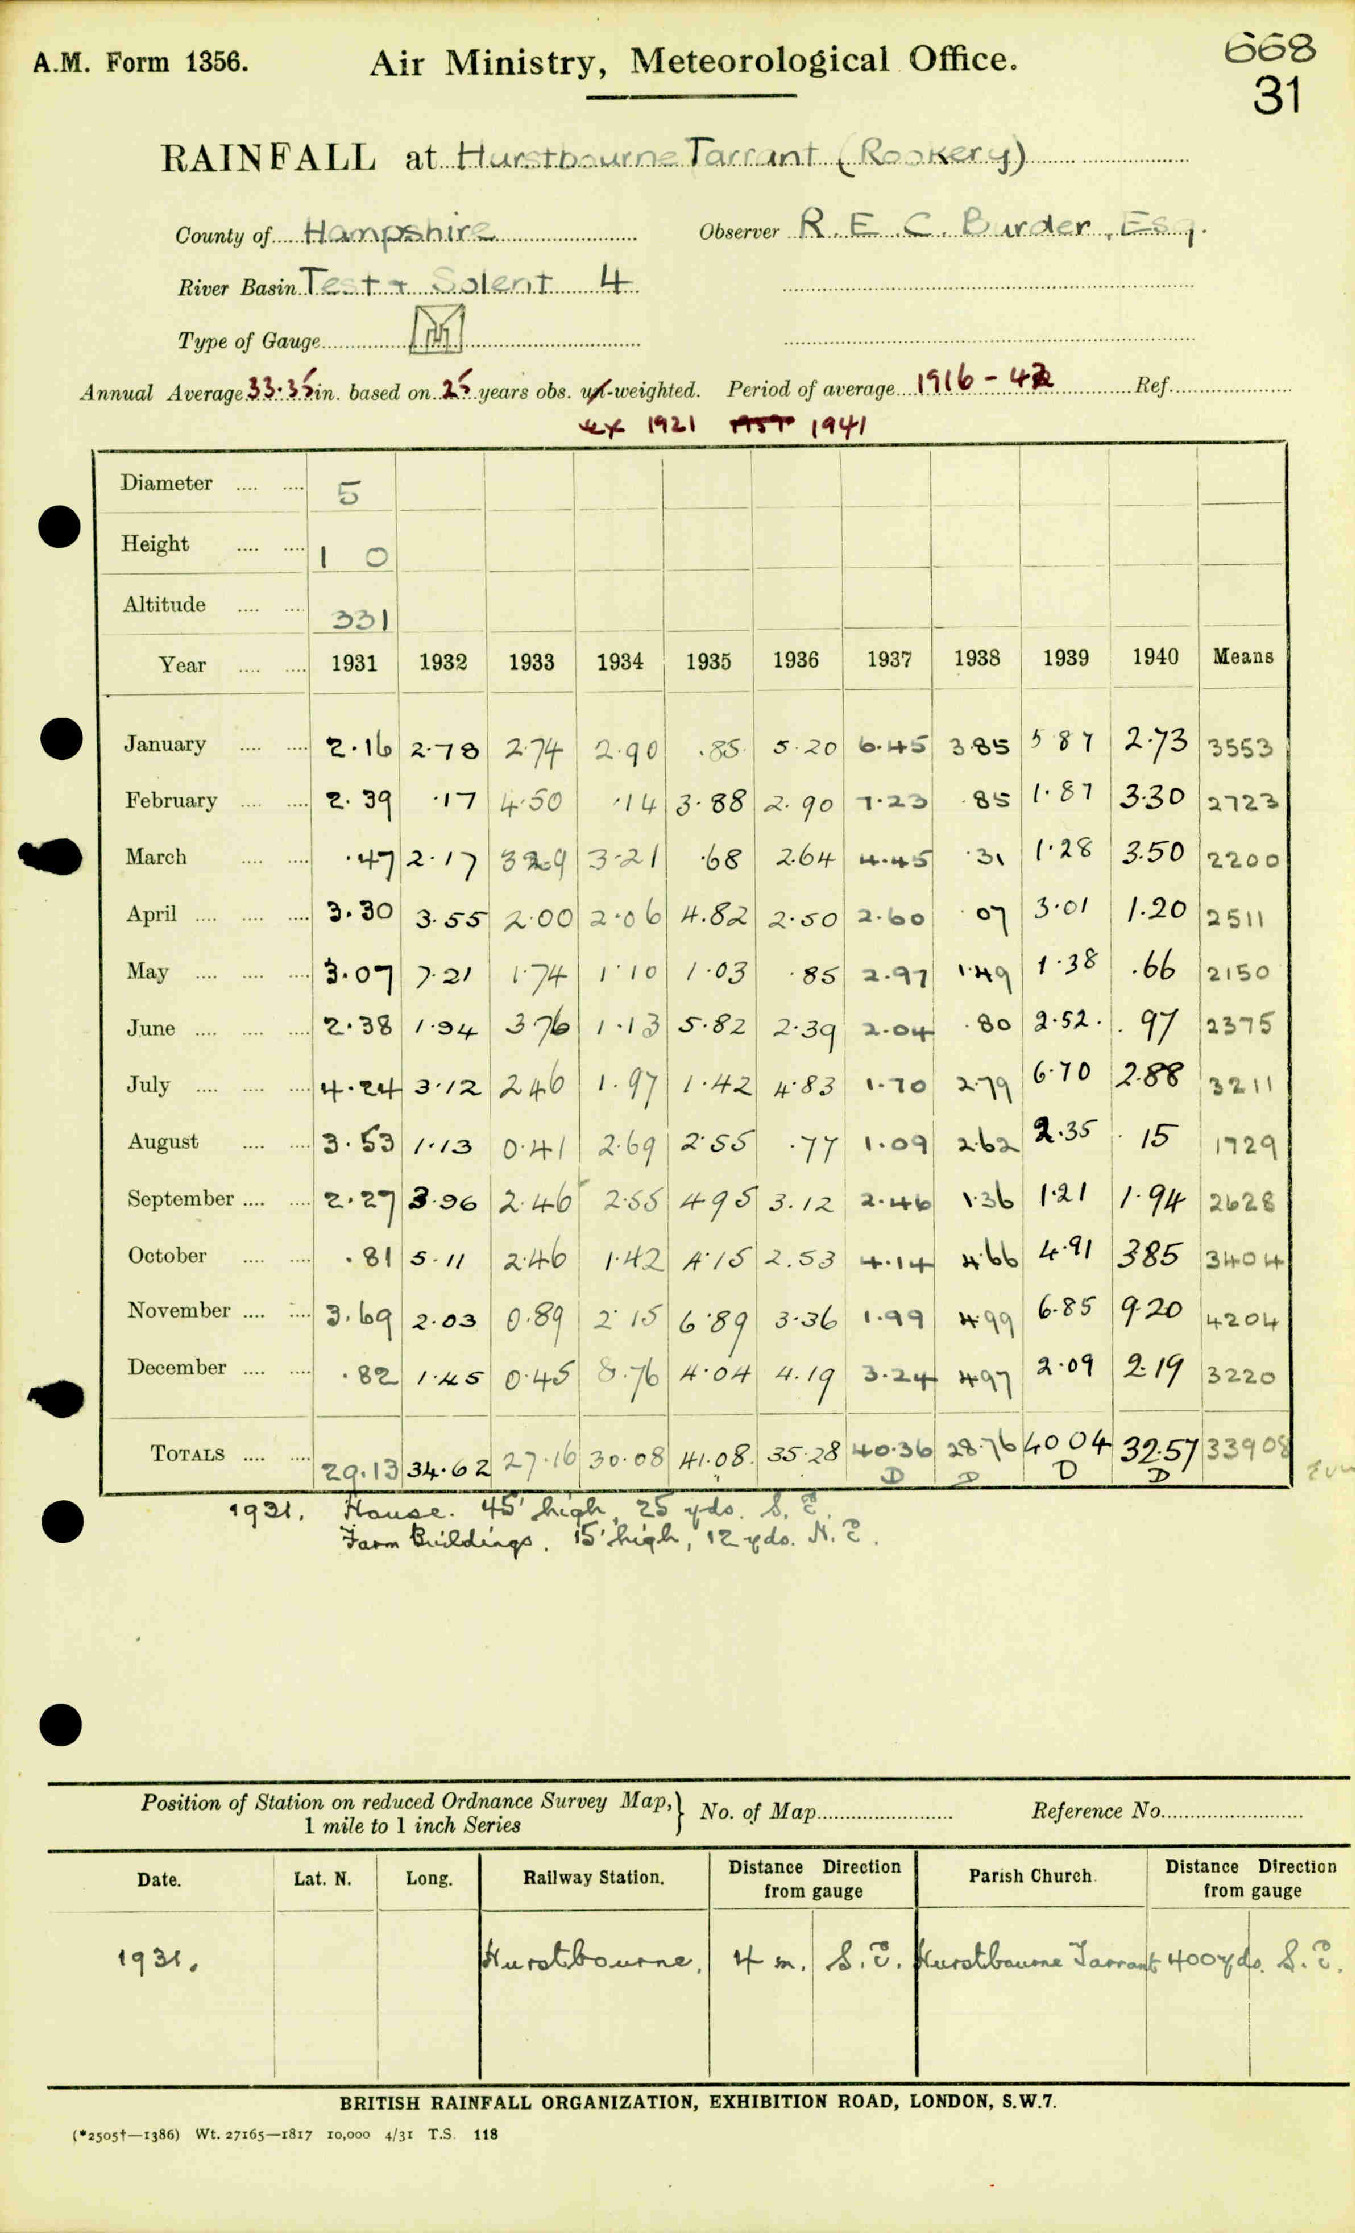 A.M. Form 1356. Air Ministry, Meteorological Office. 668
31
RAINFALL at Hurstbourne Tarrant (Rookery)
County of Hampshire Observer R. E. C. Burder, Esq.
River Basin Test + Solent 4
Type of Gauge M
Annual Average 33.35 in. based on 25 years obs. un-weighted. Period of average 1916 - 42 Ref.
ex 1921 1941
Diameter 5
Height 1 0
Altitude 331
Year 1931 1932 1933 1934 1935 1936 1937 1938 1939 1940 Means
January 2.16 2.78 2.74 2.90 .85 5.20 6.45 3.85 5 87 2.73 3553
February 2.39 .17 4.50 .14 3.88 2.90 7.23 .85 1.87 3.30 2723
March .47 2.17 3.29 3.21 .68 2.64 4.45 .31 1.28 3.50 2200
April 3.30 3.55 2.00 2.06 4.82 2.50 2.60 .07 3.01 1.20 2511
May 3.07 7.21 1.74 1.10 1.03 .85 2.97 1.49 1.38 .66 2150
June 2.38 1.94 3.76 1.13 5.82 2.39 2.04 .80 2.52. .97 2375
July 4.24 3.12 2.46 1.97 1.42 4.83 1.70 2.79 6.70 2.88 3211
August 3.53 1.13 0.41 2.69 2.55 .77 1.09 2.62 2.35 .15 1729
September 2.27 3.96 2.46 2.55 4.95 3.12 2.46 1.36 1.21 1.94 2628
October .81 5.11 2.46 1.42 4.15 2.53 4.14 4.66 4.91 3.85 3404
November 3.69 2.03 0.89 2.15 6.89 3.36 1.99 4.99 6.85 9.20 4204
December .82 1.45 0.45 8.76 4.04 4.19 3.24 4.97 2.09 2.19 3220
TOTALS 29.13 34.62 27.16 30.08 41.08 35.28 40.36 28.76 40 04 32.57 33908
D D D D
1931. House. 45' high, 25 yds. S.E.
Farm Buildings. 15' high, 12 yds. N.E.
Position of Station on reduced Ordnance Survey Map, } No. of Map Reference No.
1 mile to 1 inch Series
Date. Lat. N. Long. Railway Station. Distance Direction from gauge Parish Church. Distance Direction from gauge
1931. Hurstbourne. 4 m. S.E. Hurstbourne Tarrant 400 yds. S.E.
BRITISH RAINFALL ORGANIZATION, EXHIBITION ROAD, LONDON, S.W.7.
(*2505†—1386) Wt. 27165—1817 10,000 4/31 T.S. 118